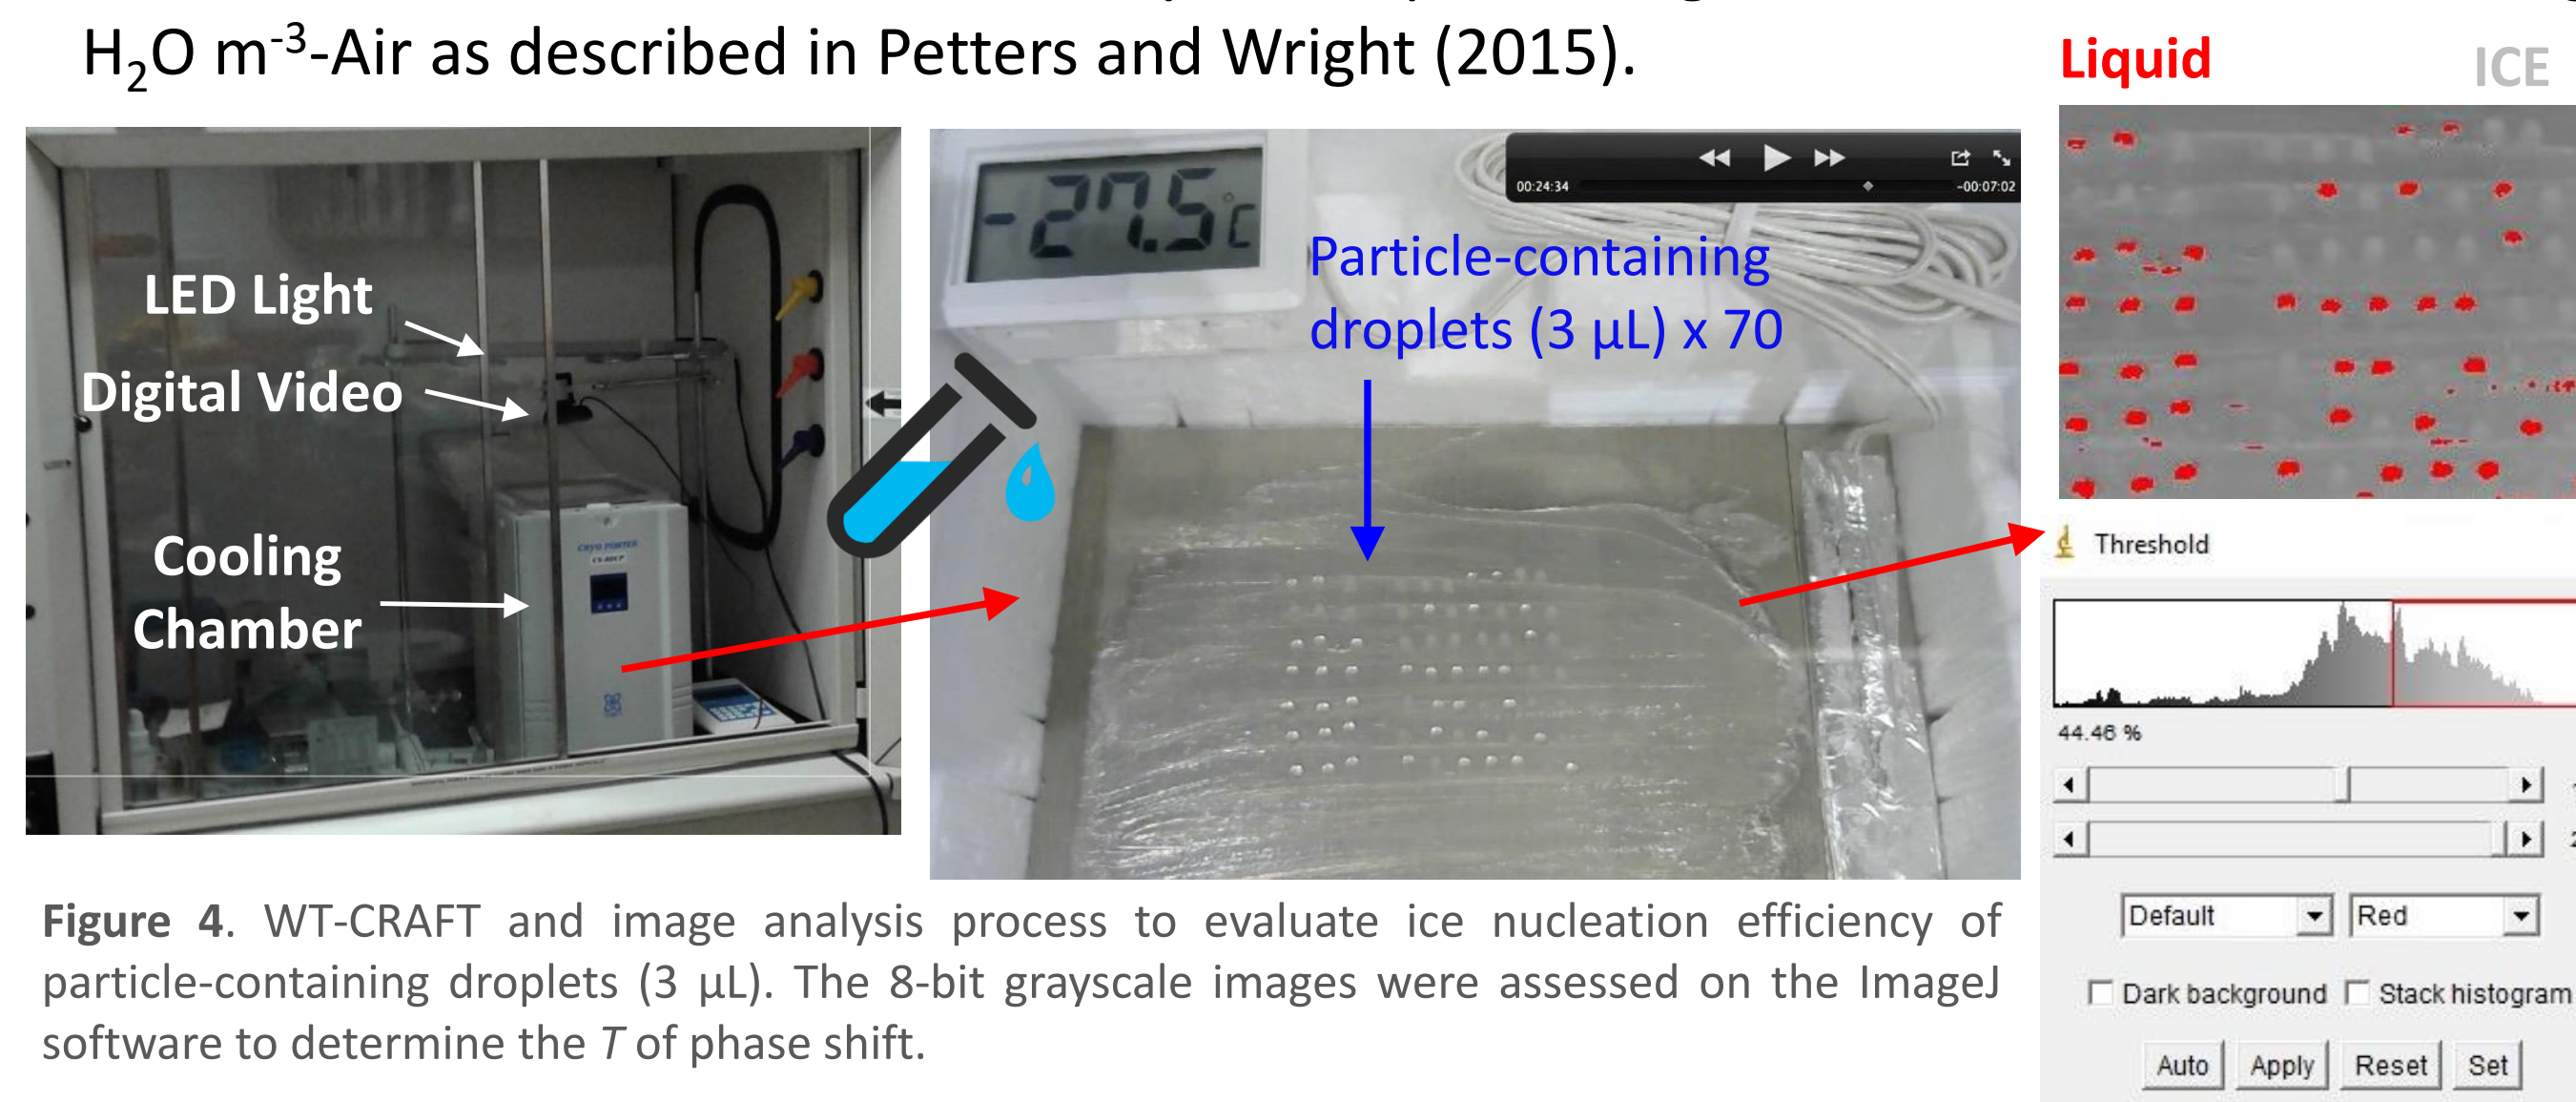 H₂O m⁻³-Air as described in Petters and Wright (2015).
Liquid
ICE
LED Light
Digital Video
Cooling
Chamber
CRYO PORTER
-27.5°C
00:24:34
-00:07:02
Particle-containing
droplets (3 µL) x 70
Threshold
44.46 %
Default
Red
Dark background
Stack histogram
Auto
Apply
Reset
Set
Figure 4. WT-CRAFT and image analysis process to evaluate ice nucleation efficiency of
particle-containing droplets (3 µL). The 8-bit grayscale images were assessed on the ImageJ
software to determine the T of phase shift.